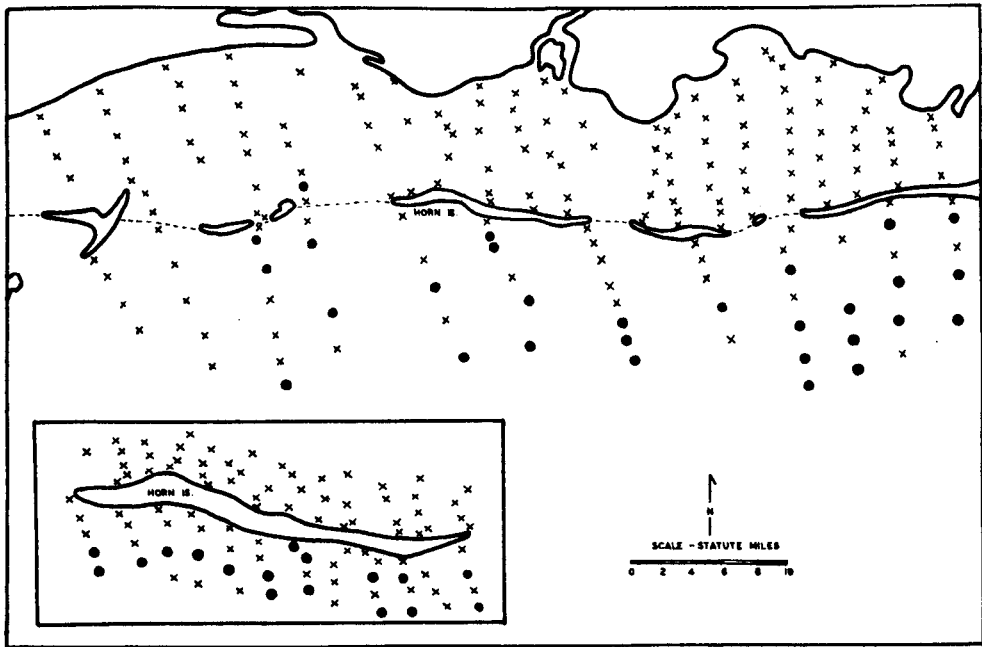 HORN IS.
HORN IS.
N
SCALE - STATUTE MILES
0 2 4 6 8 10